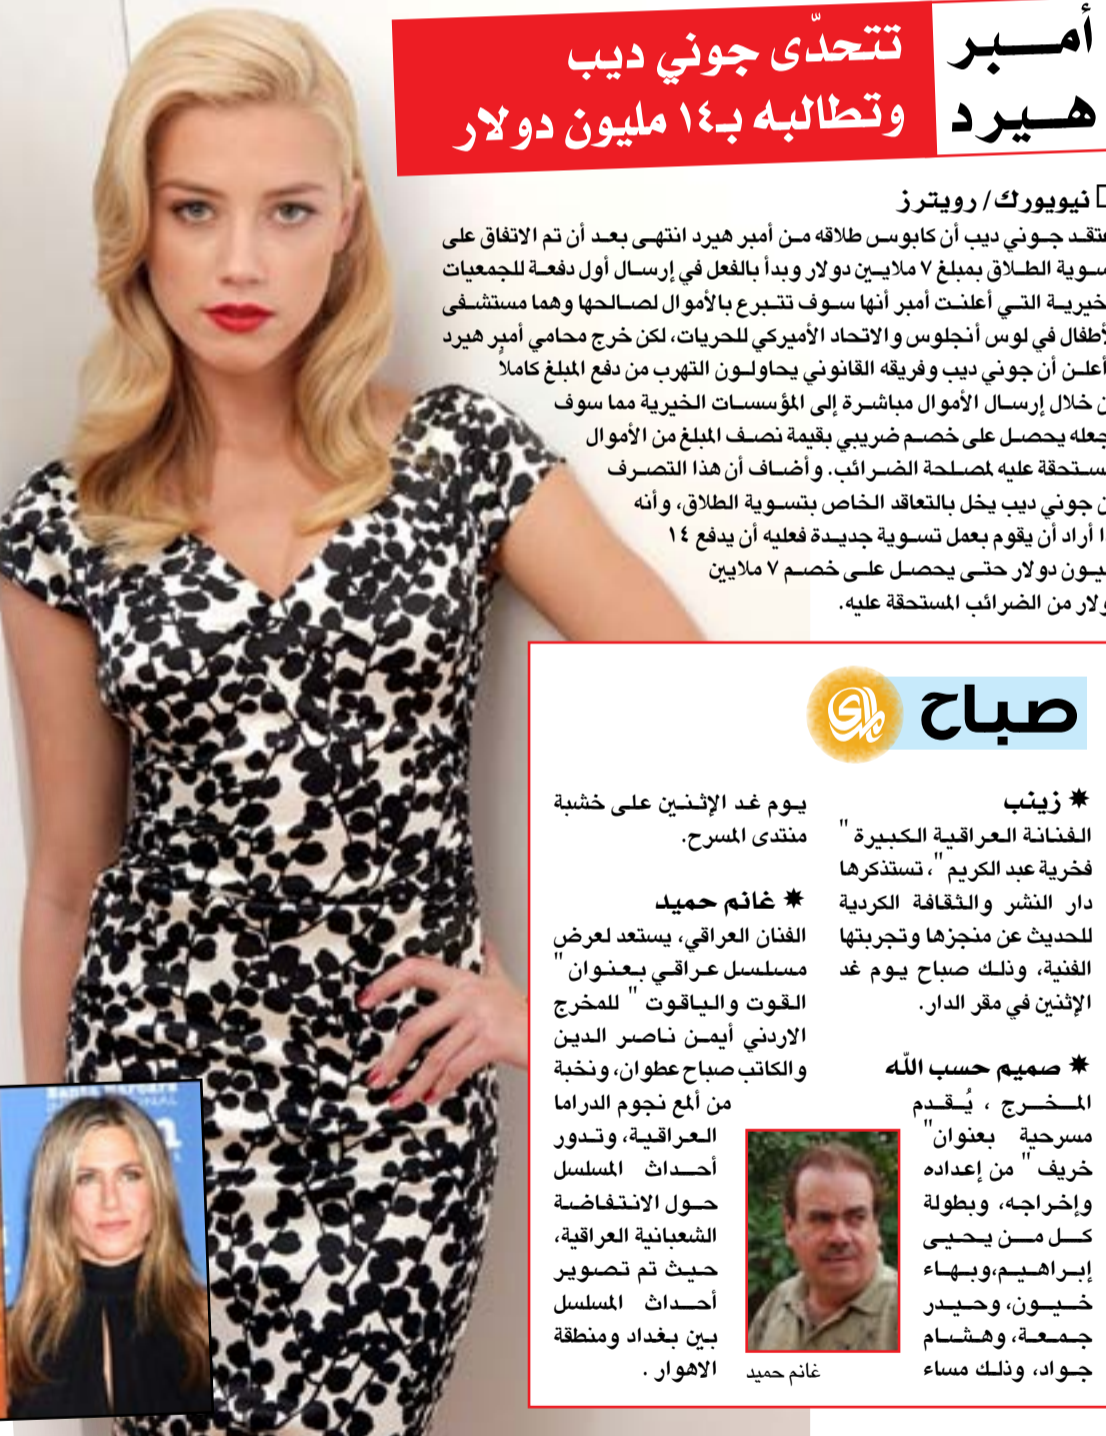 أمبر
هيرد
تتحدّى جوني ديب
وتطالبه بـ١٤ مليون دولار
نيويورك/ رويترز
جوني ديب أن كابوس طلاقه من أمبر هيرد انتهى بعد أن تم الاتفاق على
الطلاق بمبلغ ٧ ملايين دولار وبدأ بالفعل في إرسال أول دفعة للجمعيات
التي أعلنت أمبر أنها سوف تتبرع بالأموال لصالحها وهما مستشفى
في لوس أنجلوس والاتحاد الأميركي للحريات، لكن خرج محامي أمبر هيرد
أن جوني ديب وفريقه القانوني يحاولون التهرب من دفع المبلغ كاملاً
خلال إرسال الأموال مباشرة إلى المؤسسات الخيرية مما سوف
يحصل على خصم ضريبي بقيمة نصف المبلغ من الأموال
عليه لمصلحة الضرائب. وأضاف أن هذا التصرف
جوني ديب يخل بالتعاقد الخاص بتسوية الطلاق، وأنه
أراد أن يقوم بعمل تسوية جديدة فعليه أن يدفع ١٤
دولار حتى يحصل على خصم ٧ ملايين
من الضرائب المستحقة عليه.
صباح
المدى
✷ زينب
الفنانة العراقية الكبيرة "
فخرية عبد الكريم "، تستذكرها
دار النشر والثقافة الكردية
للحديث عن منجزها وتجربتها
الفنية، وذلك صباح يوم غد
الإثنين في مقر الدار.
✷ صميم حسب الله
المخرج ، يُقدم
مسرحية بعنوان"
خريف " من إعداده
وإخراجه، وبطولة
كل من يحيى
إبراهيم،وبهاء
خيون، وحيدر
جمعة، وهشام
جواد، وذلك مساء
يوم غد الإثنين على خشبة
منتدى المسرح.
✷ غانم حميد
الفنان العراقي، يستعد لعرض
مسلسل عراقي بعنوان "
القوت والياقوت " للمخرج
الاردني أيمن ناصر الدين
والكاتب صباح عطوان، ونخبة
من ألمع نجوم الدراما
العراقية، وتدور
أحداث المسلسل
حول الانتفاضة
الشعبانية العراقية،
حيث تم تصوير
أحداث المسلسل
بين بغداد ومنطقة
الاهوار .
غانم حميد